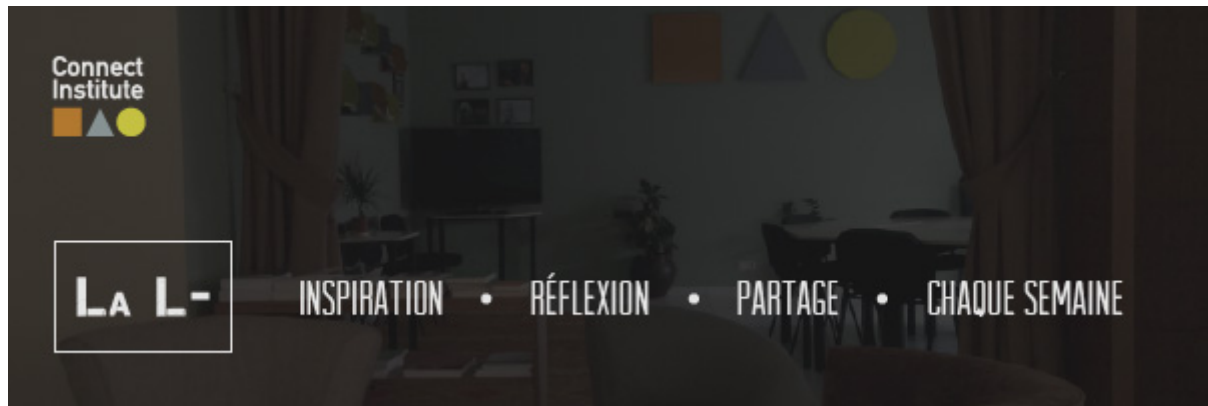 Connect
Institute
LA L-
INSPIRATION • RÉFLEXION • PARTAGE • CHAQUE SEMAINE